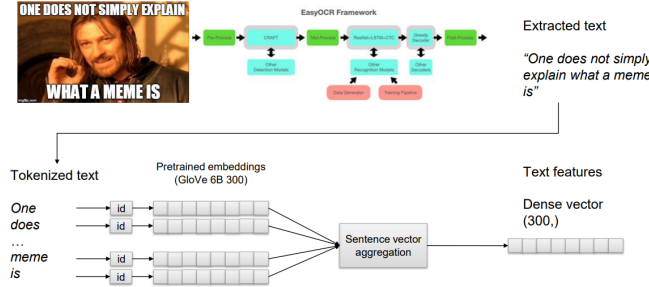 ONE DOES NOT SIMPLY EXPLAIN
WHAT A MEME IS
imgflip.com
EasyOCR Framework
Pre-Process
CRAFT
Mid-Process
ResNet+LSTM+CTC
Greedy
Decoder
Post-Process
Other
Detection Models
Other
Recognition Models
Other
Decoders
Data Generator
Training Pipeline
Extracted text
“One does not simply
explain what a meme
is”
Tokenized text
Pretrained embeddings
(GloVe 6B 300)
One
does
…
meme
is
id
id
id
id
Sentence vector
aggregation
Text features
Dense vector
(300,)